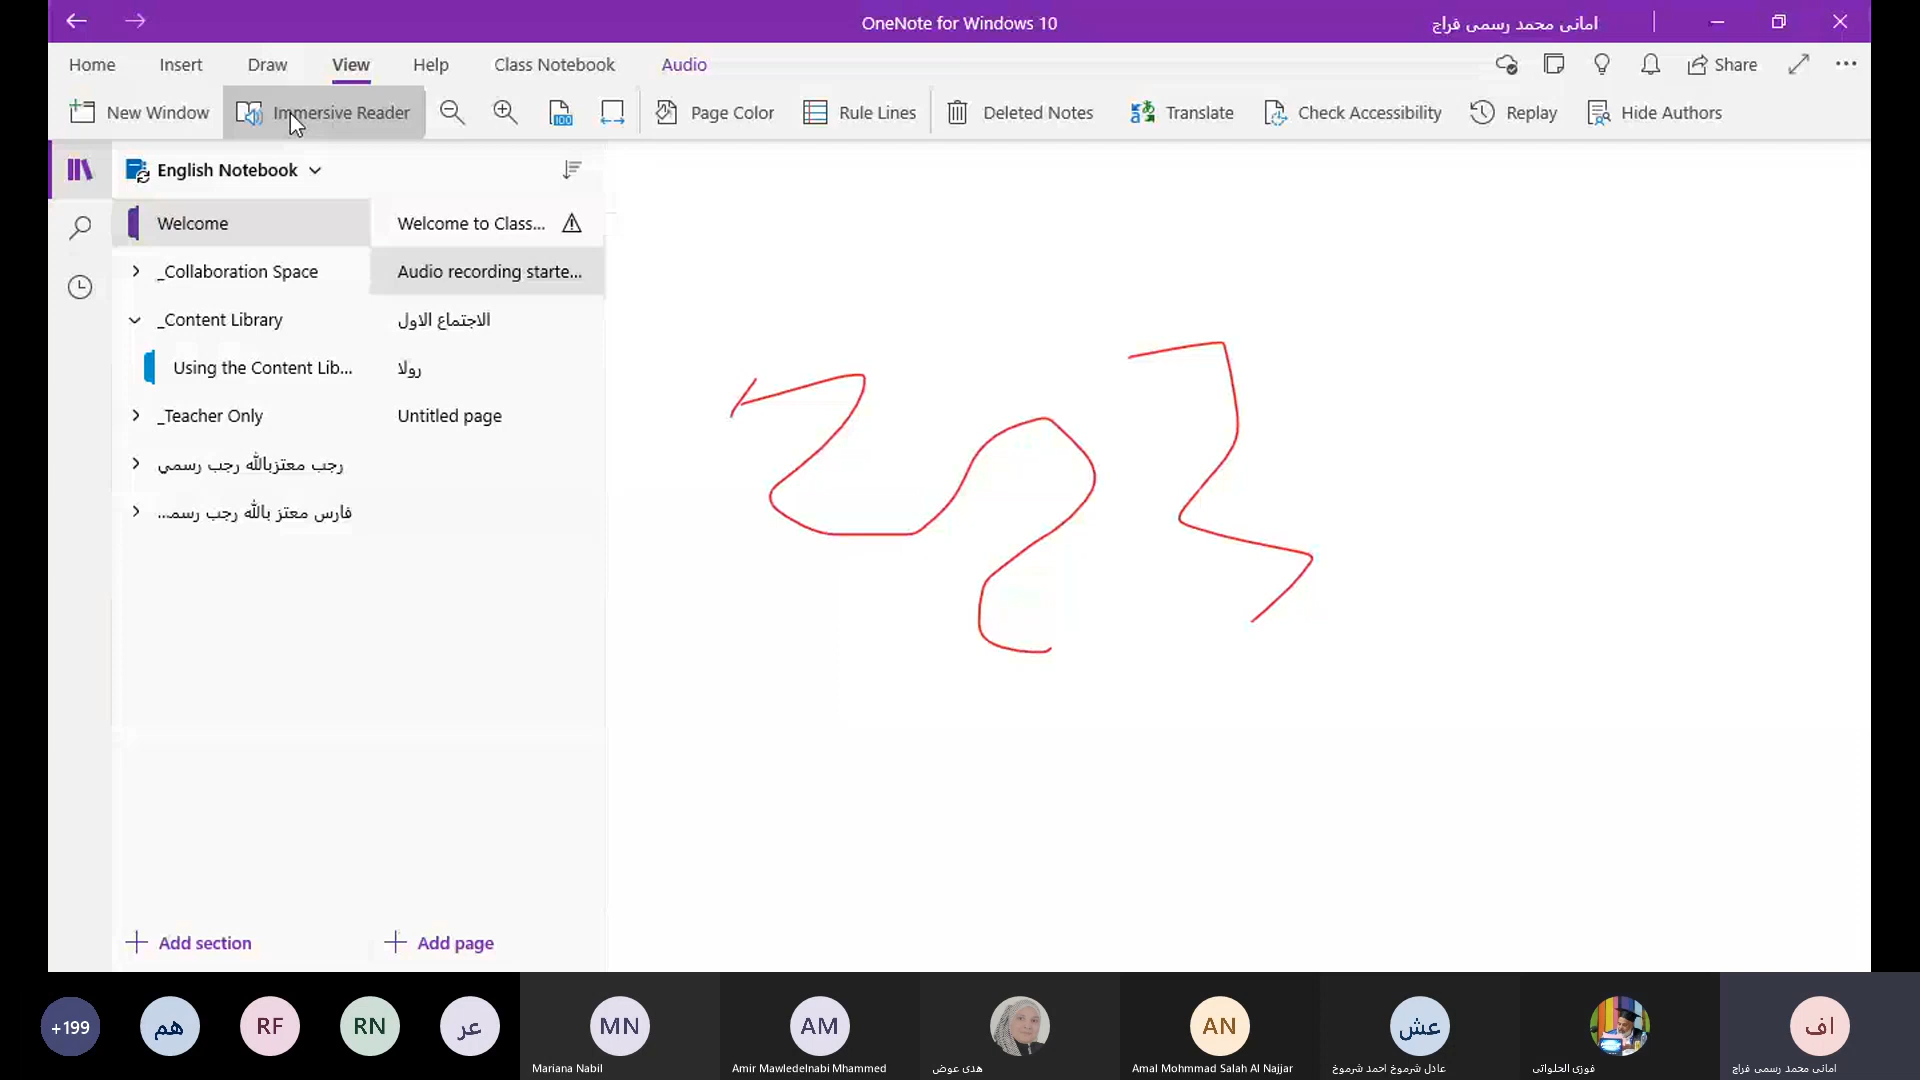 OneNote for Windows 10
امانى محمد رسمى فراج
Home Insert Draw View Help Class Notebook Audio Share
New Window Immersive Reader 100 Page Color Rule Lines Deleted Notes Translate Check Accessibility Replay Hide Authors
English Notebook
Welcome
_Collaboration Space
_Content Library
Using the Content Lib...
_Teacher Only
رجب معتزبالله رجب رسمي
فارس معتز بالله رجب رسمـ...
Welcome to Class...
Audio recording starte...
الاجتماع الاول
رولا
Untitled page
Add section
Add page
+199
هم
RF
RN
عر
MN
Mariana Nabil
AM
Amir Mawledelnabi Mhammed
هدى عوض
AN
Amal Mohmmad Salah Al Najjar
عش
عادل شرموخ احمد شرموخ
فوزى الحلوانى
اف
امانى محمد رسمى فراج